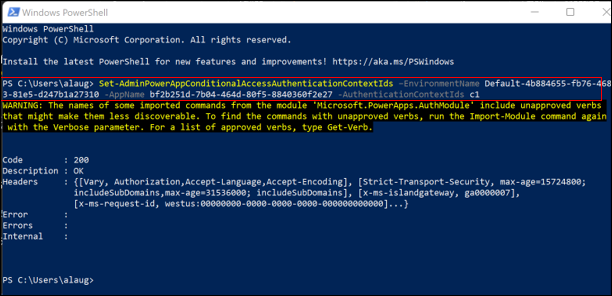 Windows PowerShell
Windows PowerShell
Copyright (C) Microsoft Corporation. All rights reserved.
Install the latest PowerShell for new features and improvements! https://aka.ms/PSWindows
PS C:\Users\alaug> Set-AdminPowerAppConditionalAccessAuthenticationContextIds -EnvironmentName Default-4b884655-fb76-468
3-81e5-d247b1a27310 -AppName bf2b251d-7b04-464d-80f5-8840360f2e27 -AuthenticationContextIds c1
WARNING: The names of some imported commands from the module 'Microsoft.PowerApps.AuthModule' include unapproved verbs
that might make them less discoverable. To find the commands with unapproved verbs, run the Import-Module command again
with the Verbose parameter. For a list of approved verbs, type Get-Verb.
Code : 200
Description : OK
Headers : {[Vary, Authorization,Accept-Language,Accept-Encoding], [Strict-Transport-Security, max-age=15724800;
includeSubDomains,max-age=31536000; includeSubDomains], [x-ms-islandgateway, ga0000007],
[x-ms-request-id, westus:00000000-0000-0000-0000-000000000000]...}
Error :
Errors :
Internal :
PS C:\Users\alaug>